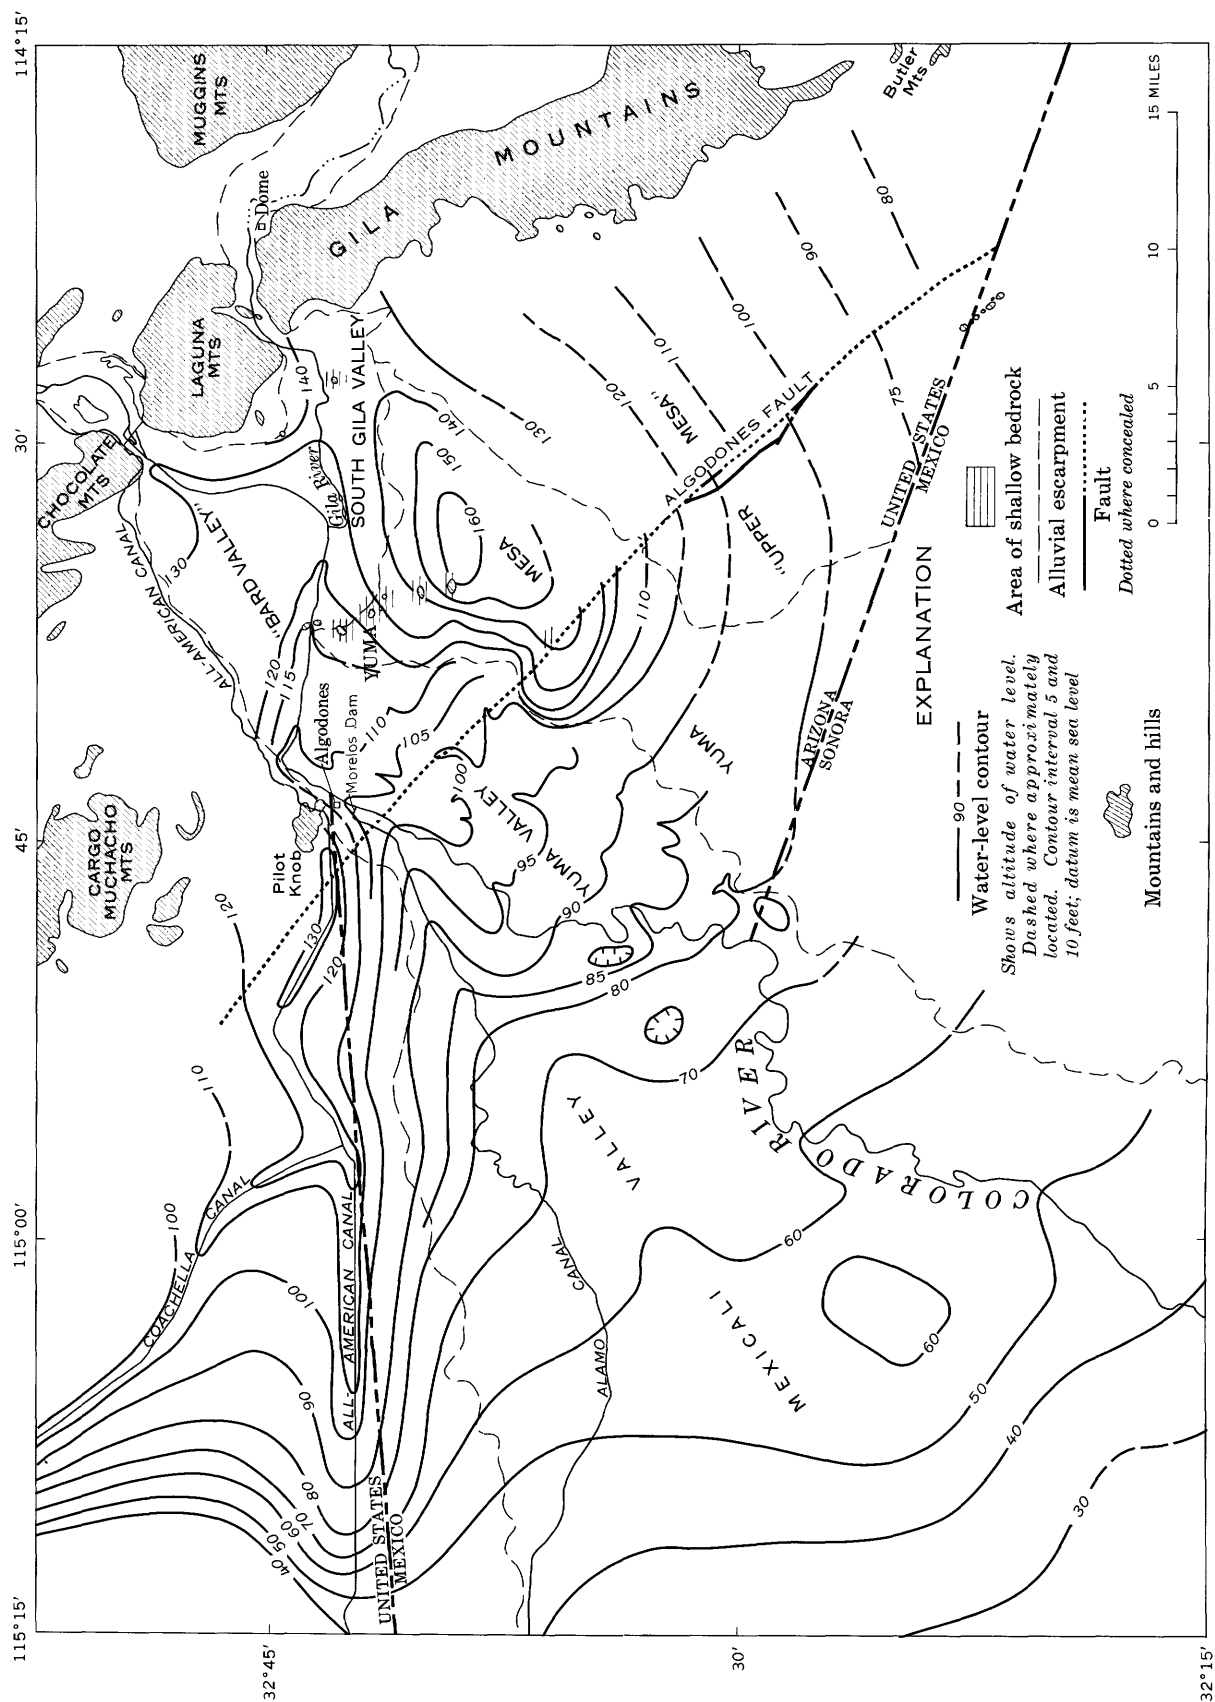 115°15'
115°00'
45'
30'
114°15'
32°45'
30'
32°15'
CARGO
MUCHACHO
MTS
CHOCOLATE
MTS
LAGUNA
MTS
MUGGINS
MTS
GILA MOUNTAINS
Butler
Mts
Dome
Pilot
Knob
Algodones
Morelos Dam
YUMA
"BARD VALLEY"
Gila River
SOUTH GILA VALLEY
ALL-AMERICAN CANAL
COACHELLA CANAL
ALL-AMERICAN CANAL
ALAMO CANAL
YUMA VALLEY
YUMA MESA
"UPPER MESA"
ALGODONES FAULT
MEXICALI VALLEY
COLORADO RIVER
UNITED STATES
MEXICO
ARIZONA
SONORA
UNITED STATES
MEXICO
40
50
60
70
80
90
100
100
110
120
130
120
130
120
115
110
105
100
95
90
85
80
70
60
60
50
40
30
140
140
150
160
130
120
110
100
90
80
75
110
EXPLANATION
90
Water-level contour
Shows altitude of water level.
Dashed where approximately
located. Contour interval 5 and
10 feet; datum is mean sea level
Mountains and hills
Area of shallow bedrock
Alluvial escarpment
Fault
Dotted where concealed
0 5 10 15 MILES